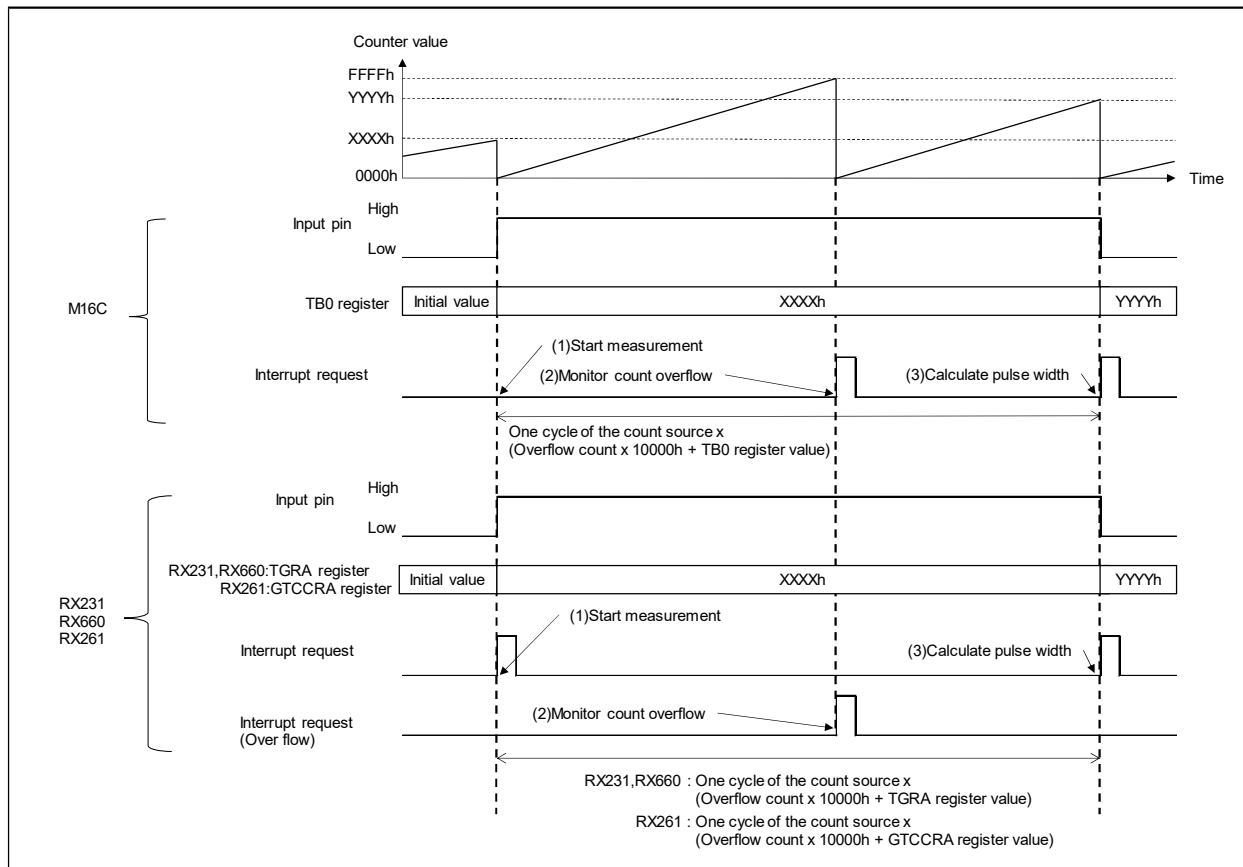 Counter value
FFFFh
YYYYh
XXXXh
0000h
Time
High
Input pin
Low
M16C
TB0 register
Initial value
XXXXh
YYYYh
(1)Start measurement
Interrupt request
(2)Monitor count overflow
(3)Calculate pulse width
One cycle of the count source x
(Overflow count x 10000h + TB0 register value)
High
Input pin
Low
RX231,RX660:TGRA register
RX261:GTCCRA register
Initial value
XXXXh
YYYYh
RX231
RX660
RX261
(1)Start measurement
Interrupt request
(3)Calculate pulse width
(2)Monitor count overflow
Interrupt request
(Over flow)
RX231,RX660 : One cycle of the count source x
(Overflow count x 10000h + TGRA register value)
RX261 : One cycle of the count source x
(Overflow count x 10000h + GTCCRA register value)